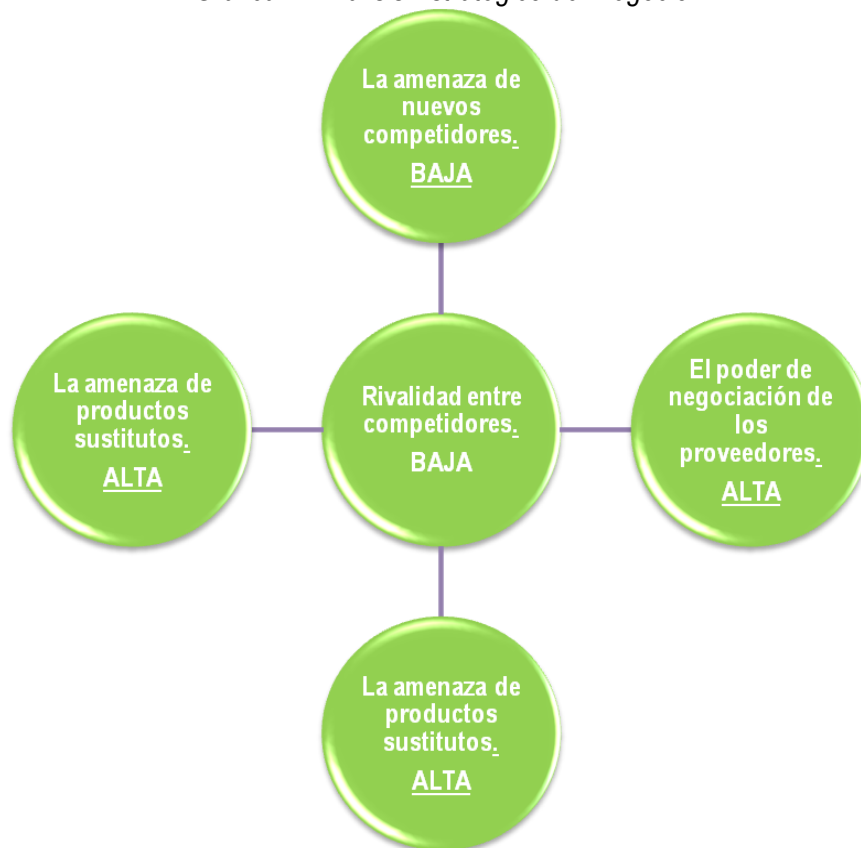 La amenaza de
nuevos
competidores.
BAJA
La amenaza de
productos
sustitutos.
ALTA
Rivalidad entre
competidores.
BAJA
El poder de
negociación de
los
proveedores.
ALTA
La amenaza de
productos
sustitutos.
ALTA